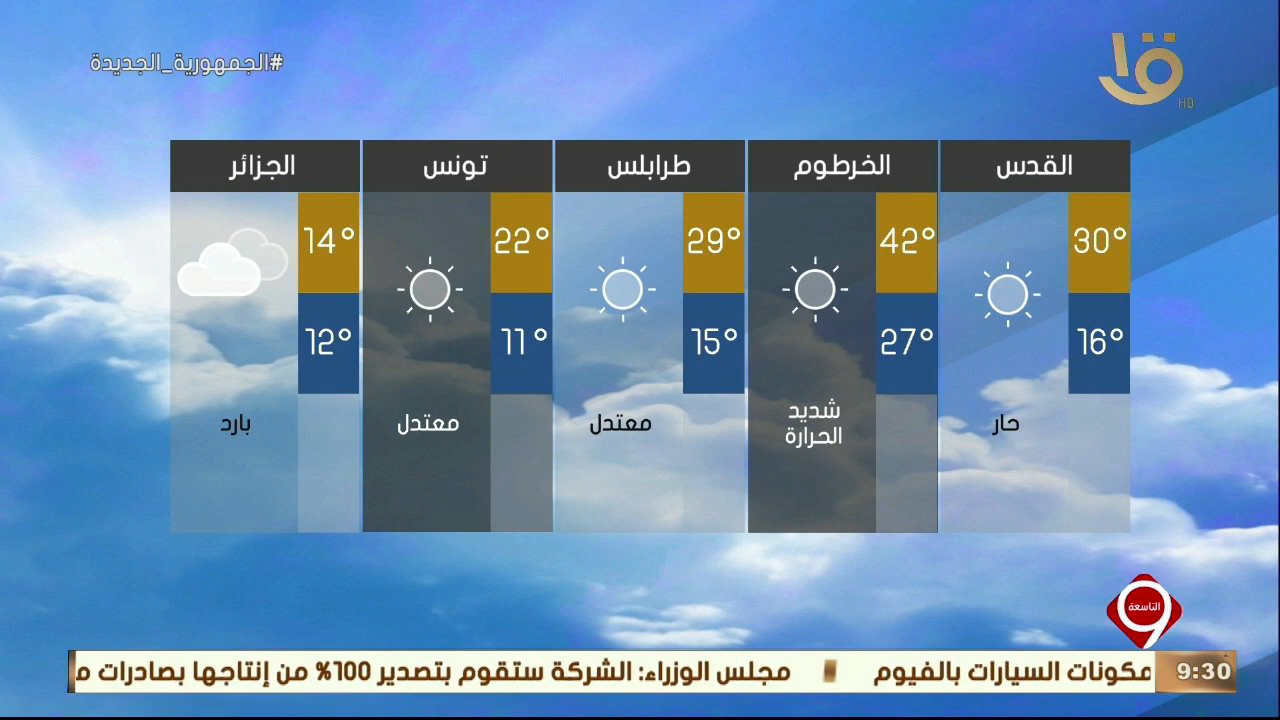 #الجمهورية_الجديدة
HD
القدس
30°
16°
حار
الخرطوم
42°
27°
شديد
الحرارة
طرابلس
29°
15°
معتدل
تونس
22°
11°
معتدل
الجزائر
14°
12°
بارد
التاسعة
9
9:30
مكونات السيارات بالفيوم
مجلس الوزراء: الشركة ستقوم بتصدير 100% من إنتاجها بصادرات م